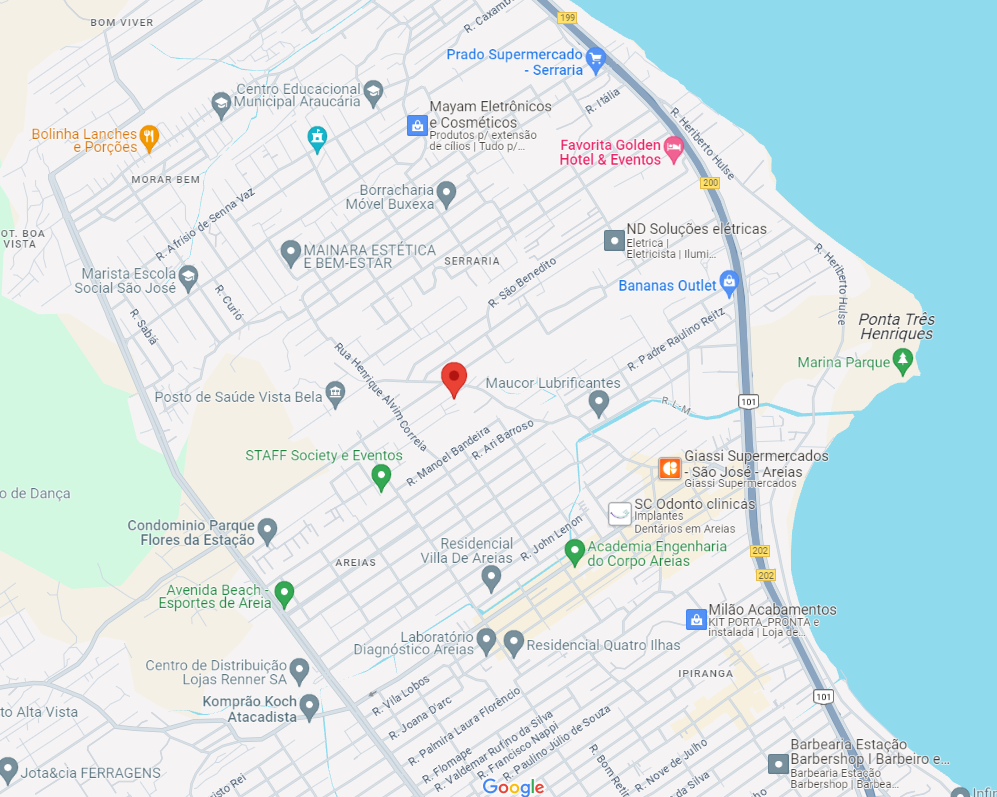 BOM VIVER
R. Caxambu
199
Prado Supermercado
- Serraria
Centro Educacional
Municipal Araucária
R. Itália
Mayam Eletrônicos
e Cosméticos
Produtos p/ extensão
de cílios | Tudo p/...
Bolinha Lanches
e Porções
R. Heriberto Hulse
Favorita Golden
Hotel & Eventos
MORAR BEM
200
Borracharia
Móvel Buxexa
R. Afrísio de Senna Vaz
OT. BOA
VISTA
ND Soluções elétricas
Eletrica |
Eletricista | Ilumi...
MAINARA ESTÉTICA
E BEM-ESTAR
SERRARIA
R. São Benedito
R. Heriberto Hulse
Marista Escola
Social São José
R. Curió
Bananas Outlet
R. Sabiá
Ponta Três
Henriques
R. Padre Raulino Reitz
Rua Henrique Alvim Correia
Marina Parque
Maucor Lubrificantes
Posto de Saúde Vista Bela
R. L. M.
101
R. Manoel Bandeira
R. Ari Barroso
STAFF Society e Eventos
Giassi Supermercados
- São José - Areias
Giassi Supermercados
o de Dança
SC Odonto clinicas
Implantes
Dentários em Areias
Condominio Parque
Flores da Estação
R. John Lenon
Residencial
Villa De Areias
Academia Engenharia
do Corpo Areias
202
AREIAS
202
Avenida Beach -
Esportes de Areia
Milão Acabamentos
KIT PORTA_PRONTA e
instalada | Loja de...
Laboratório
Diagnóstico Areias
Residencial Quatro Ilhas
Centro de Distribuição
Lojas Renner SA
IPIRANGA
R. Vila Lobos
101
Komprão Koch
Atacadista
R. Joana D'arc
to Alta Vista
R. Palmira Laura Florêncio
R. Flomape
R. Valdemar Rufino da Silva
R. Francisco Nappi
R. Paulino Júlio de Souza
R. Bom Reti
R. Nove de Julho
da Silva
Barbearia Estação
Barbershop | Barbeiro e...
Barbearia Estação
Barbershop | Barbea...
Jota&cia FERRAGENS
risto Rei
Google
Infin